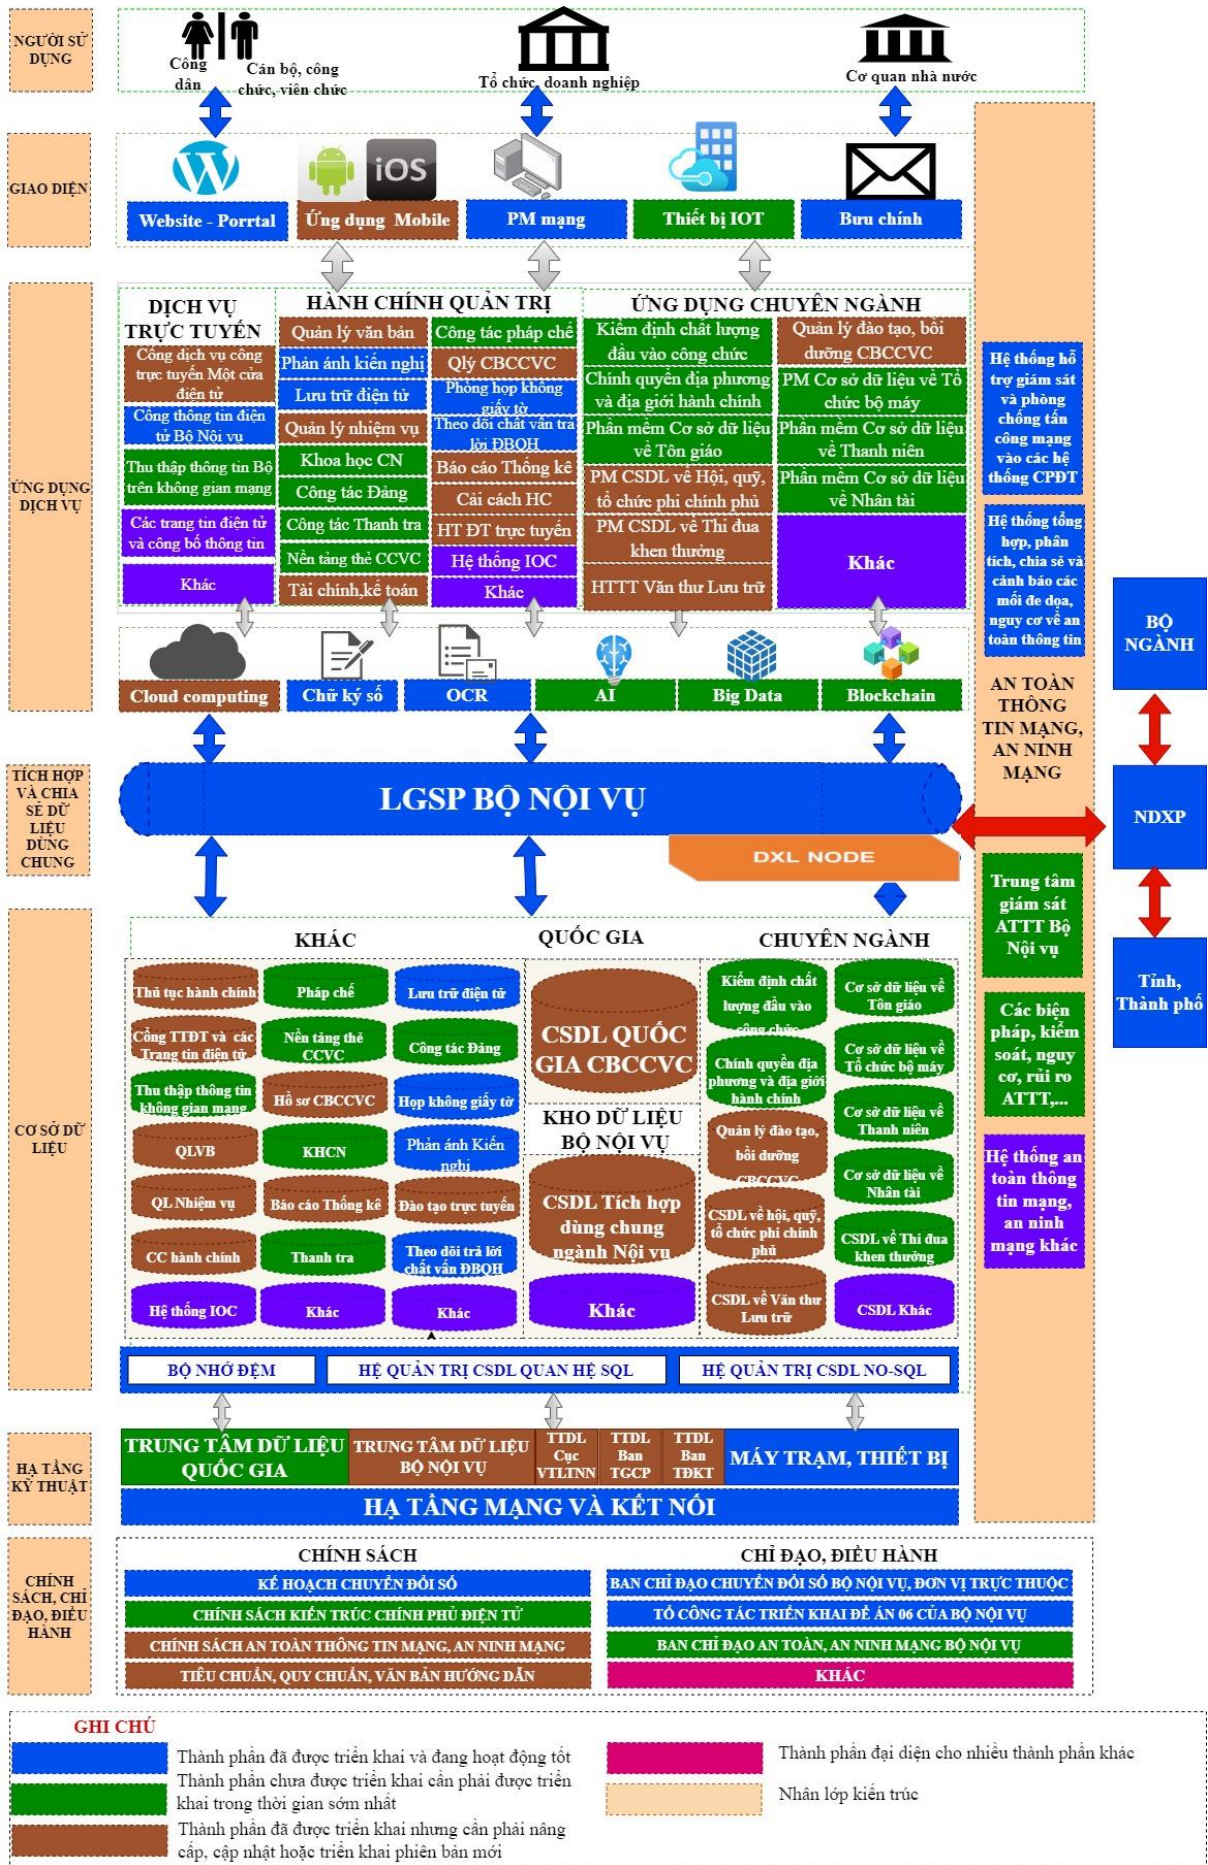 NGƯỜI SỬ
DỤNG
Công
dân
Cán bộ, công
chức, viên chức
Tổ chức, doanh nghiệp
Cơ quan nhà nước
GIAO DIỆN
iOS
Website - Porrtal
Ứng dụng Mobile
PM mạng
Thiết bị IOT
Bưu chính
ỨNG DỤNG
DỊCH VỤ
DỊCH VỤ
TRỰC TUYẾN
Cổng dịch vụ công
trực tuyến Một cửa
điện tử
Cổng thông tin điện
tử Bộ Nội vụ
Thu thập thông tin Bộ
trên không gian mạng
Các trang tin điện tử
và công bố thông tin
Khác
HÀNH CHÍNH QUẢN TRỊ
Quản lý văn bản
Phản ánh kiến nghị
Lưu trữ điện tử
Quản lý nhiệm vụ
Khoa học CN
Công tác Đảng
Công tác Thanh tra
Nền tảng thẻ CCVC
Tài chính,kế toán
Công tác pháp chế
Qlý CBCCVC
Phòng họp không
giấy tờ
Theo dõi chất vấn trả
lời ĐBQH
Báo cáo Thống kê
Cải cách HC
HT ĐT trực tuyến
Hệ thống IOC
Khác
ỨNG DỤNG CHUYÊN NGÀNH
Kiểm định chất lượng
đầu vào công chức
Chính quyền địa phương
và địa giới hành chính
Phần mềm Cơ sở dữ liệu
về Tôn giáo
PM CSDL về Hội, quỹ,
tổ chức phi chính phủ
PM CSDL về Thi đua
khen thưởng
HTTT Văn thư Lưu trữ
Quản lý đào tạo, bồi
dưỡng CBCCVC
PM Cơ sở dữ liệu về Tổ
chức bộ máy
Phần mềm Cơ sở dữ liệu
về Thanh niên
Phần mềm Cơ sở dữ liệu
về Nhân tài
Khác
Cloud computing
Chữ ký số
OCR
AI
Big Data
Blockchain
TÍCH HỢP
VÀ CHIA
SẺ DỮ
LIỆU
DÙNG
CHUNG
LGSP BỘ NỘI VỤ
DXL NODE
Hệ thống hỗ
trợ giám sát
và phòng
chống tấn
công mạng
vào các hệ
thống CPĐT
Hệ thống tổng
hợp, phân
tích, chia sẻ và
cảnh báo các
mối đe dọa,
nguy cơ về an
toàn thông tin
AN TOÀN
THÔNG
TIN MẠNG,
AN NINH
MẠNG
Trung tâm
giám sát
ATTT Bộ
Nội vụ
Các biện
pháp, kiểm
soát, nguy
cơ, rủi ro
ATTT,...
Hệ thống an
toàn thông
tin mạng,
an ninh
mạng khác
BỘ
NGÀNH
NDXP
Tỉnh,
Thành phố
CƠ SỞ DỮ
LIỆU
KHÁC
Thủ tục hành chính
Cổng TTĐT và các
Trang tin điện tử
Thu thập thông tin
không gian mạng
QLVB
QL Nhiệm vụ
CC hành chính
Hệ thống IOC
Pháp chế
Nền tảng thẻ
CCVC
Hồ sơ CBCCVC
KHCN
Báo cáo Thống kê
Thanh tra
Khác
Lưu trữ điện tử
Công tác Đảng
Họp không giấy tờ
Phản ánh Kiến
nghị
Đào tạo trực tuyến
Theo dõi trả lời
chất vấn ĐBQH
Khác
QUỐC GIA
CSDL QUỐC
GIA CBCCVC
KHO DỮ LIỆU
BỘ NỘI VỤ
CSDL Tích hợp
dùng chung
ngành Nội vụ
Khác
CHUYÊN NGÀNH
Kiểm định chất
lượng đầu vào
công chức
Chính quyền địa
phương và địa giới
hành chính
Quản lý đào tạo,
bồi dưỡng
CBCCVC
CSDL về hội, quỹ,
tổ chức phi chính
phủ
CSDL về Văn thư
Lưu trữ
Cơ sở dữ liệu về
Tôn giáo
Cơ sở dữ liệu về
Tổ chức bộ máy
Cơ sở dữ liệu về
Thanh niên
Cơ sở dữ liệu về
Nhân tài
CSDL về Thi đua
khen thưởng
CSDL Khác
BỘ NHỚ ĐỆM
HỆ QUẢN TRỊ CSDL QUAN HỆ SQL
HỆ QUẢN TRỊ CSDL NO-SQL
HẠ TẦNG
KỸ THUẬT
TRUNG TÂM DỮ LIỆU
QUỐC GIA
TRUNG TÂM DỮ LIỆU
BỘ NỘI VỤ
TTDL
Cục
VTLTNN
TTDL
Ban
TGCP
TTDL
Ban
TĐKT
MÁY TRẠM, THIẾT BỊ
HẠ TẦNG MẠNG VÀ KẾT NỐI
CHÍNH
SÁCH, CHỈ
ĐẠO, ĐIỀU
HÀNH
CHÍNH SÁCH
KẾ HOẠCH CHUYỂN ĐỔI SỐ
CHÍNH SÁCH KIẾN TRÚC CHÍNH PHỦ ĐIỆN TỬ
CHÍNH SÁCH AN TOÀN THÔNG TIN MẠNG, AN NINH MẠNG
TIÊU CHUẨN, QUY CHUẨN, VĂN BẢN HƯỚNG DẪN
CHỈ ĐẠO, ĐIỀU HÀNH
BAN CHỈ ĐẠO CHUYỂN ĐỔI SỐ BỘ NỘI VỤ, ĐƠN VỊ TRỰC THUỘC
TỔ CÔNG TÁC TRIỂN KHAI ĐỀ ÁN 06 CỦA BỘ NỘI VỤ
BAN CHỈ ĐẠO AN TOÀN, AN NINH MẠNG BỘ NỘI VỤ
KHÁC
GHI CHÚ
Thành phần đã được triển khai và đang hoạt động tốt
Thành phần chưa được triển khai cần phải được triển
khai trong thời gian sớm nhất
Thành phần đã được triển khai nhưng cần phải nâng
cấp, cập nhật hoặc triển khai phiên bản mới
Thành phần đại diện cho nhiều thành phần khác
Nhãn lớp kiến trúc